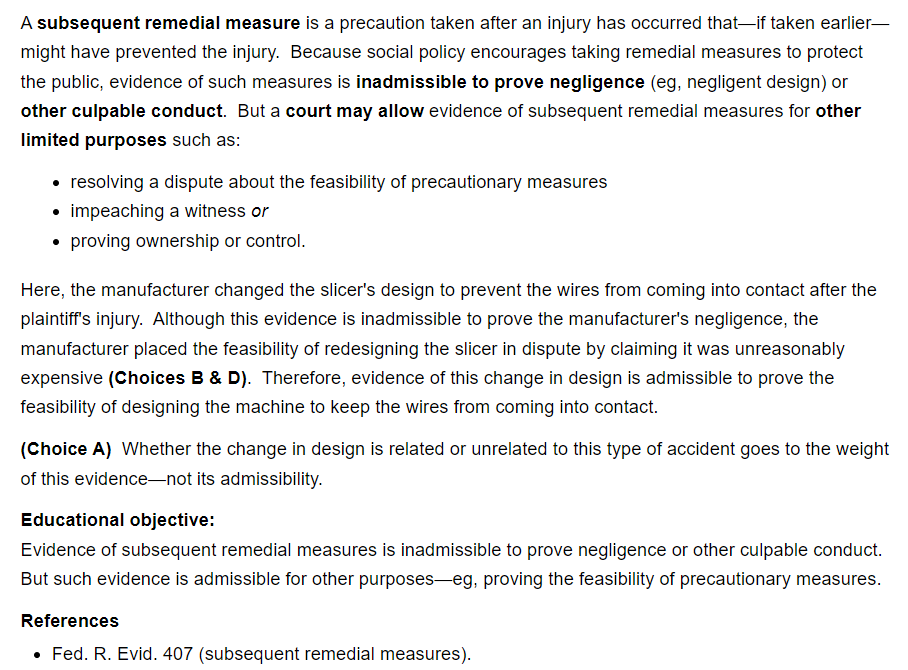 A subsequent remedial measure is a precaution taken after an injury has occurred that—if taken earlier—
might have prevented the injury.  Because social policy encourages taking remedial measures to protect
the public, evidence of such measures is inadmissible to prove negligence (eg, negligent design) or
other culpable conduct.  But a court may allow evidence of subsequent remedial measures for other
limited purposes such as:
• resolving a dispute about the feasibility of precautionary measures
• impeaching a witness or
• proving ownership or control.
Here, the manufacturer changed the slicer's design to prevent the wires from coming into contact after the
plaintiff's injury.  Although this evidence is inadmissible to prove the manufacturer's negligence, the
manufacturer placed the feasibility of redesigning the slicer in dispute by claiming it was unreasonably
expensive (Choices B & D).  Therefore, evidence of this change in design is admissible to prove the
feasibility of designing the machine to keep the wires from coming into contact.
(Choice A)  Whether the change in design is related or unrelated to this type of accident goes to the weight
of this evidence—not its admissibility.
Educational objective:
Evidence of subsequent remedial measures is inadmissible to prove negligence or other culpable conduct.
But such evidence is admissible for other purposes—eg, proving the feasibility of precautionary measures.
References
• Fed. R. Evid. 407 (subsequent remedial measures).